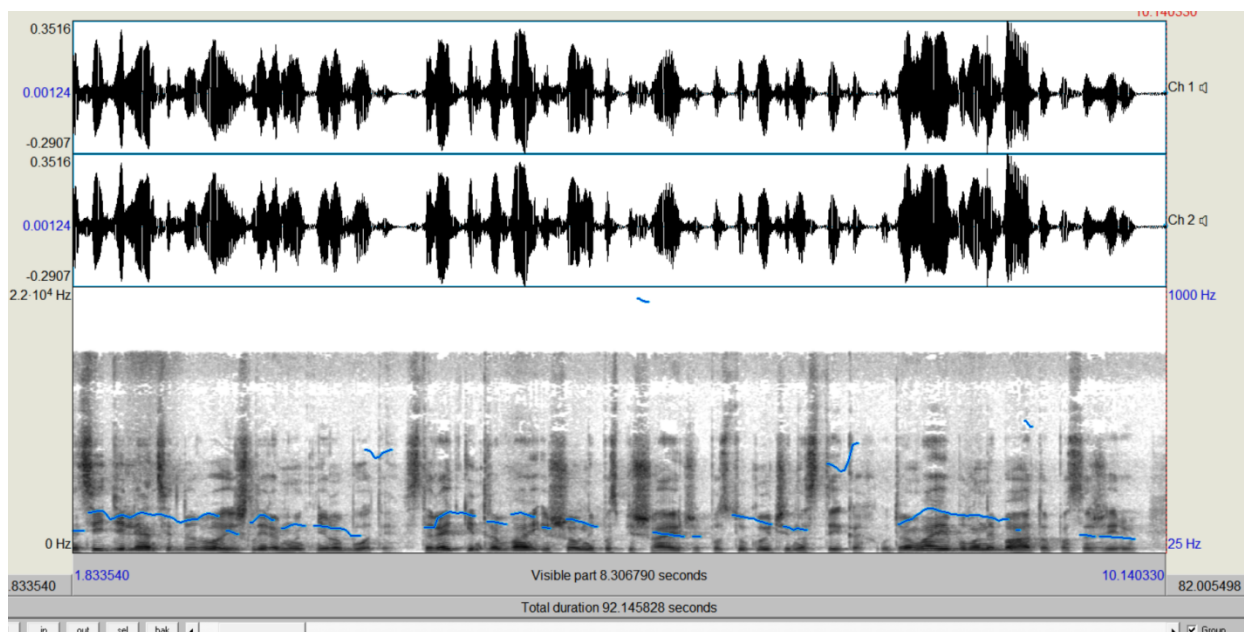 10.140330
0.3516
0.00124
-0.2907
Ch 1
0.3516
0.00124
-0.2907
Ch 2
2.2·10⁴ Hz
1000 Hz
0 Hz
25 Hz
1.833540
Visible part 8.306790 seconds
10.140330
.833540
82.005498
Total duration 92.145828 seconds
in out sel bak
Group